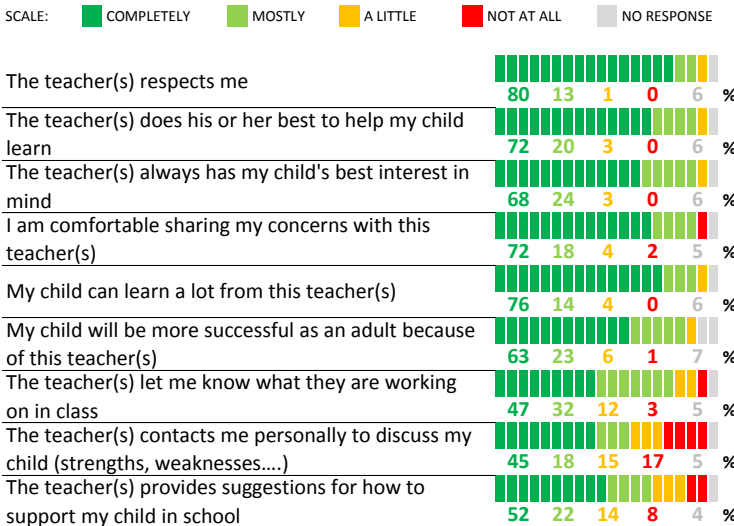 SCALE: COMPLETELY MOSTLY A LITTLE NOT AT ALL NO RESPONSE
The teacher(s) respects me
80 13 1 0 6 %
The teacher(s) does his or her best to help my child
learn
72 20 3 0 6 %
The teacher(s) always has my child's best interest in
mind
68 24 3 0 6 %
I am comfortable sharing my concerns with this
teacher(s)
72 18 4 2 5 %
My child can learn a lot from this teacher(s)
76 14 4 0 6 %
My child will be more successful as an adult because
of this teacher(s)
63 23 6 1 7 %
The teacher(s) let me know what they are working
on in class
47 32 12 3 5 %
The teacher(s) contacts me personally to discuss my
child (strengths, weaknesses....)
45 18 15 17 5 %
The teacher(s) provides suggestions for how to
support my child in school
52 22 14 8 4 %